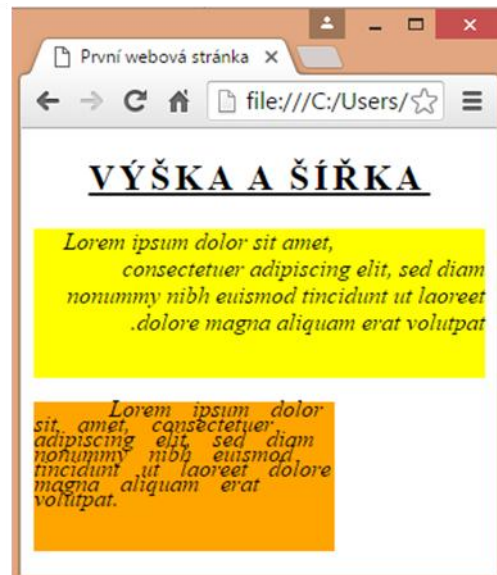 První webová stránka
file:///C:/Users/
VÝŠKA A ŠÍŘKA
Lorem ipsum dolor sit amet,
consectetuer adipiscing elit, sed diam
nonummy nibh euismod tincidunt ut laoreet
.dolore magna aliquam erat volutpat
Lorem ipsum dolor
sit, amet, consectetuer
adipiscing elit, sed diam
nonummy nibh euismod
tincidunt ut laoreet dolore
magna aliquam erat
volutpat.